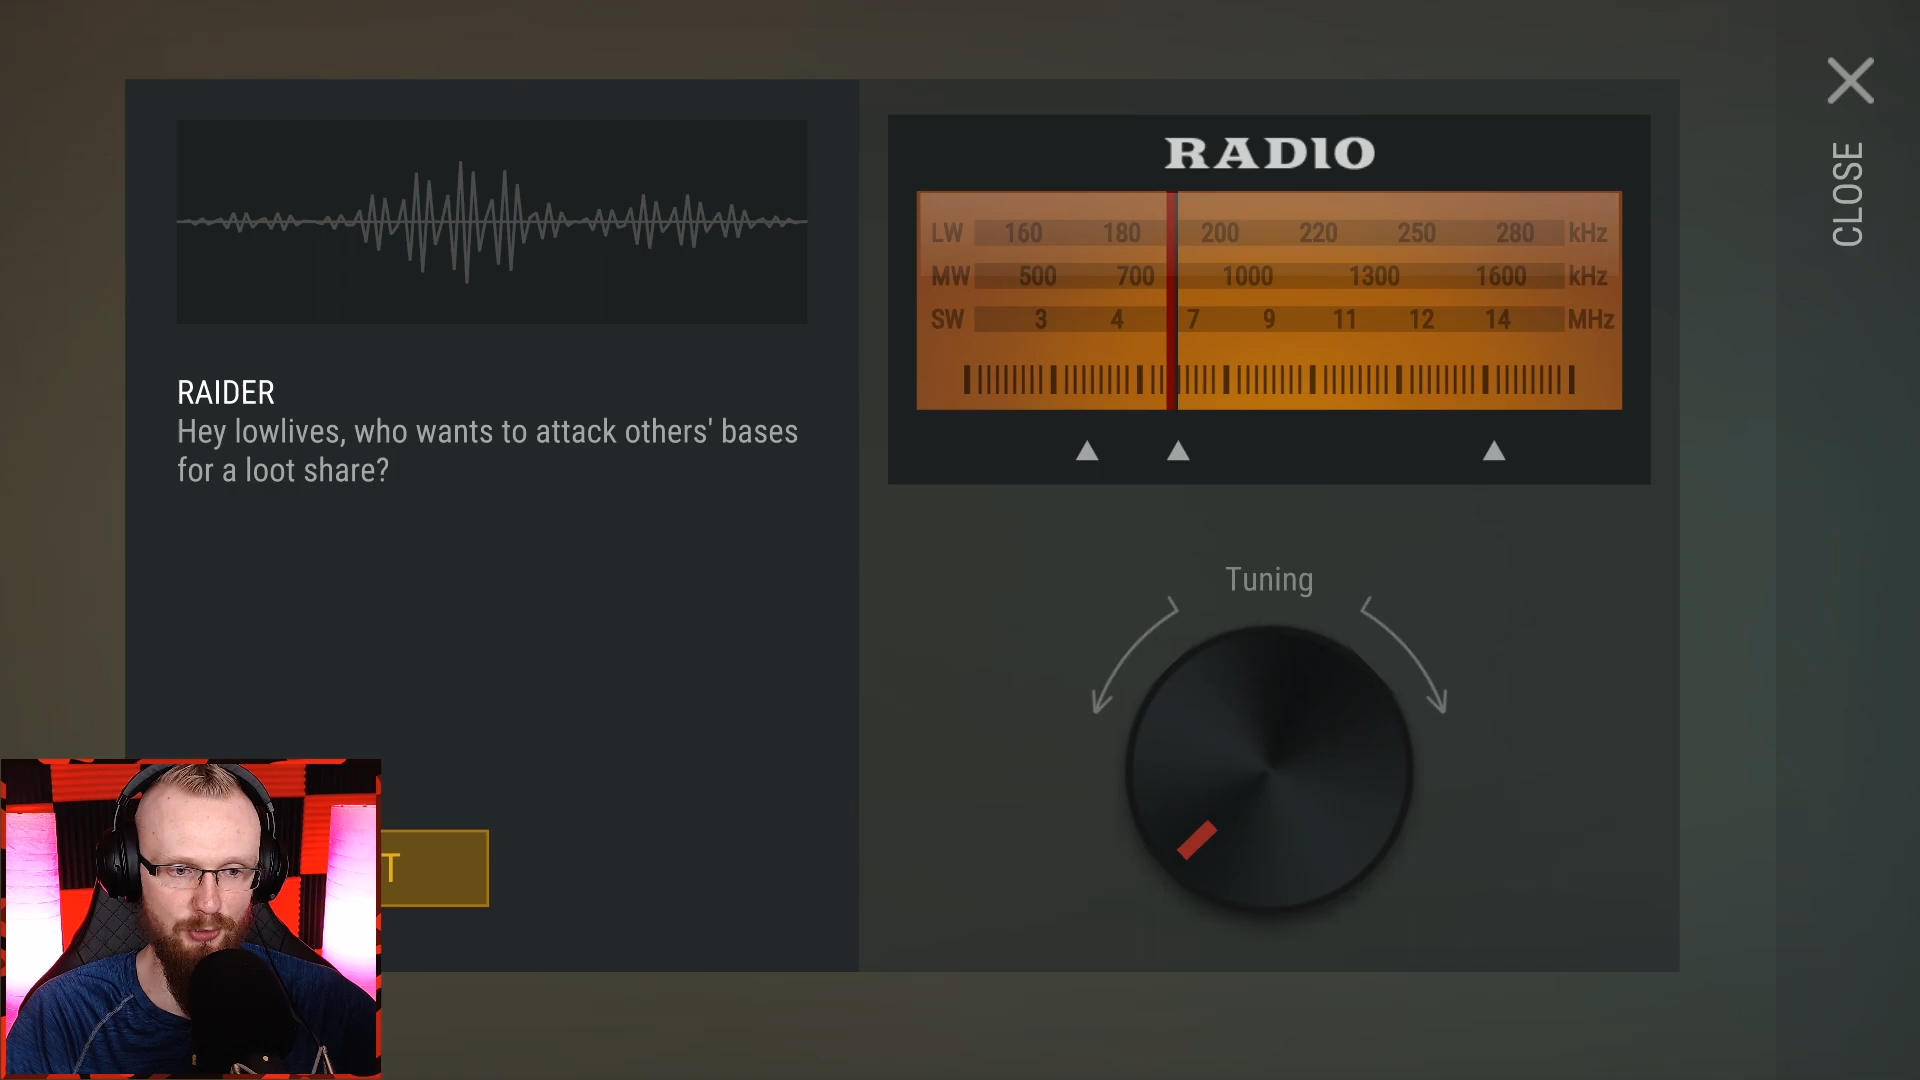 RAIDER
Hey lowlives, who wants to attack others' bases
for a loot share?
T
RADIO
LW 160 180 200 220 250 280 kHz
MW 500 700 1000 1300 1600 kHz
SW 3 4 7 9 11 12 14 MHz
Tuning
CLOSE